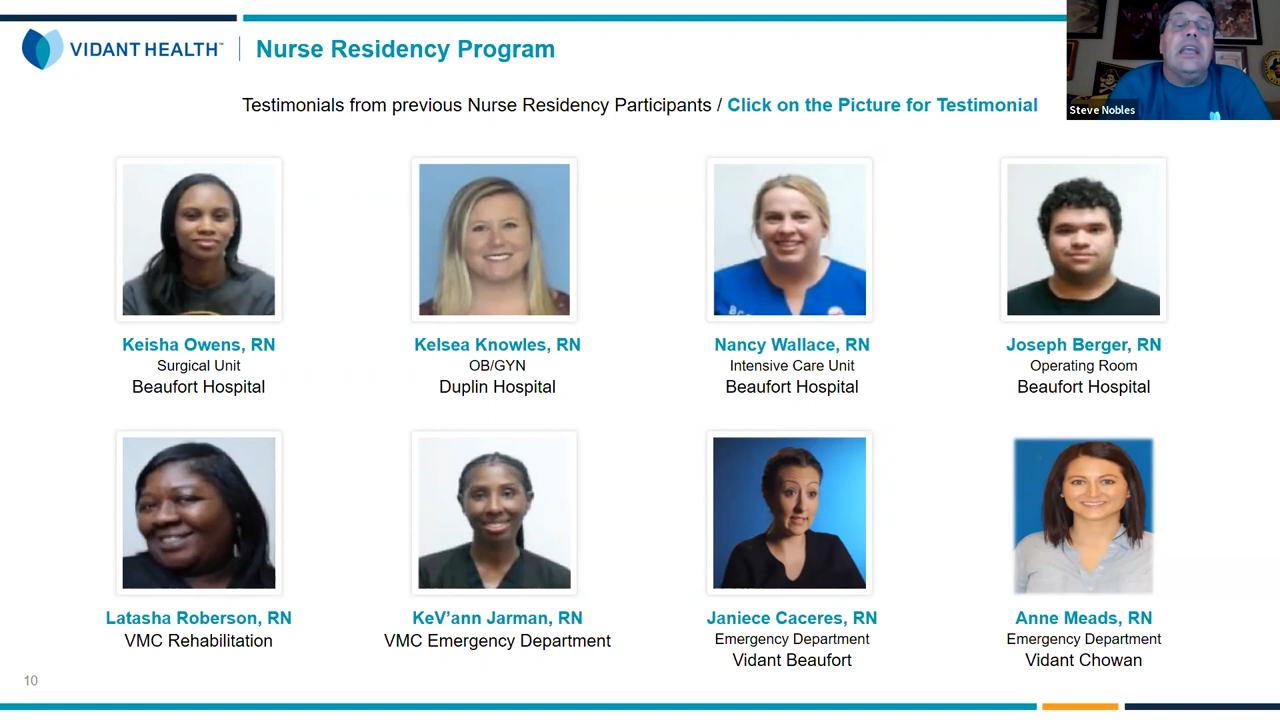 VIDANT HEALTH™
Nurse Residency Program
Steve Nobles
Testimonials from previous Nurse Residency Participants / Click on the Picture for Testimonial
Keisha Owens, RN
Surgical Unit
Beaufort Hospital
Kelsea Knowles, RN
OB/GYN
Duplin Hospital
Nancy Wallace, RN
Intensive Care Unit
Beaufort Hospital
Joseph Berger, RN
Operating Room
Beaufort Hospital
Latasha Roberson, RN
VMC Rehabilitation
KeV’ann Jarman, RN
VMC Emergency Department
Janiece Caceres, RN
Emergency Department
Vidant Beaufort
Anne Meads, RN
Emergency Department
Vidant Chowan
10